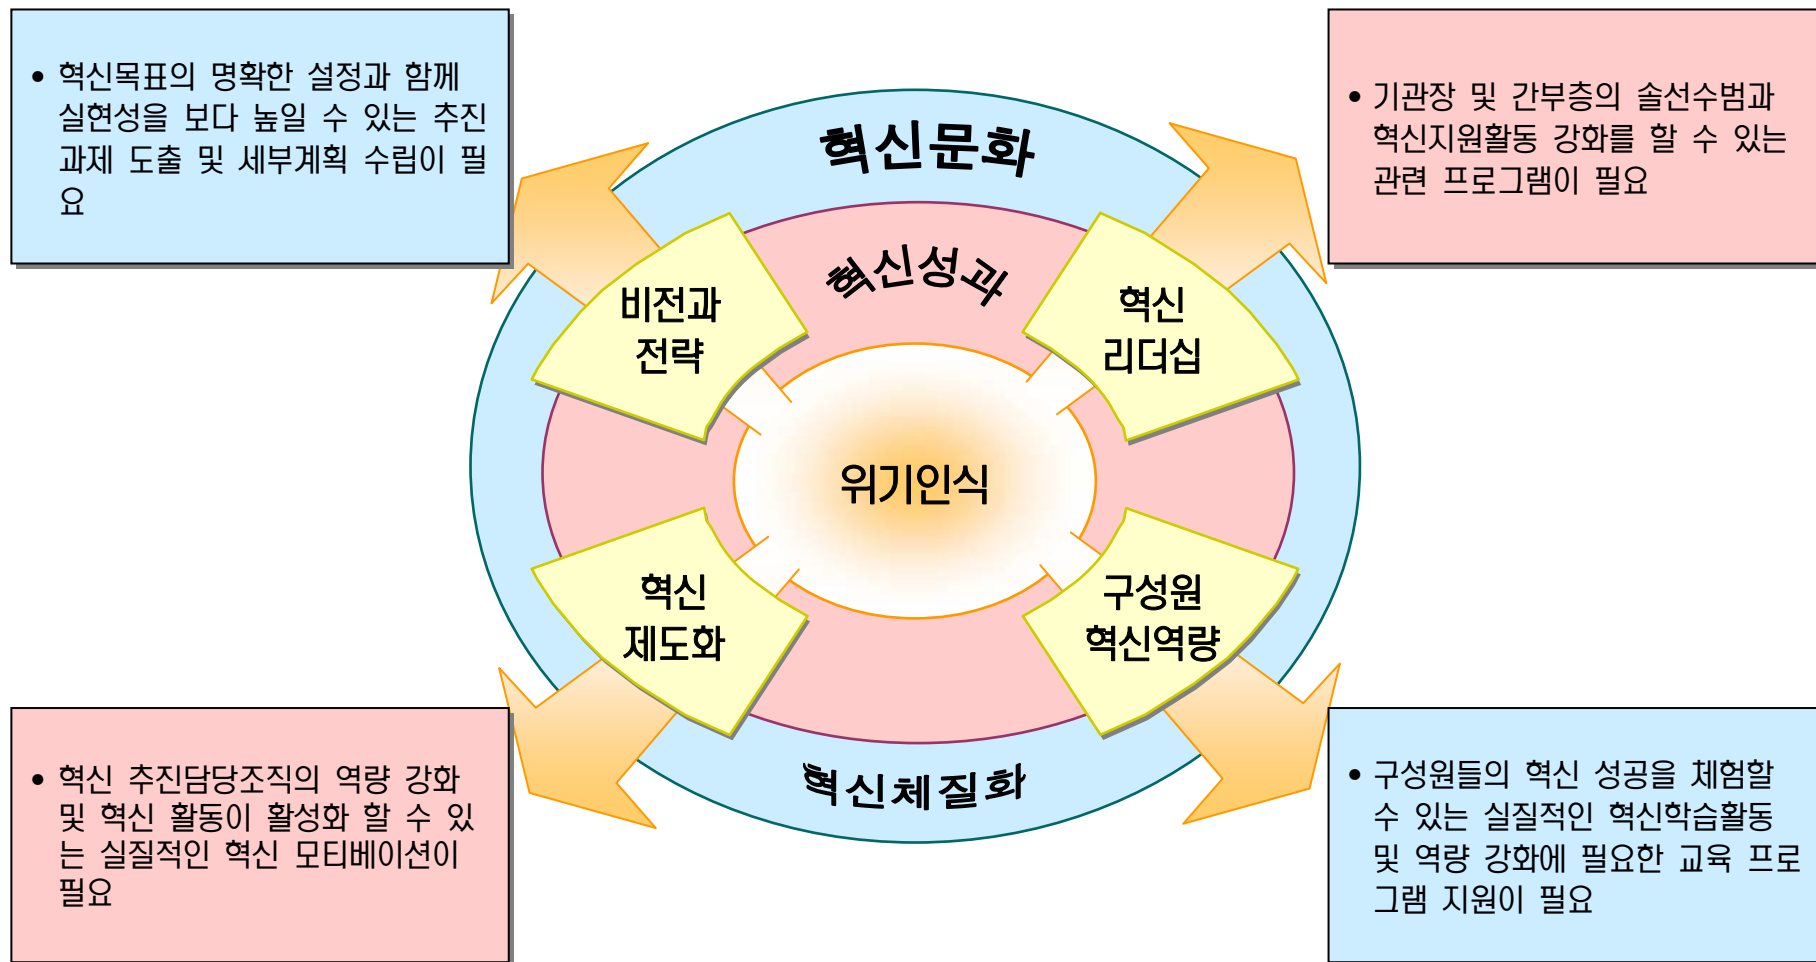 • 혁신목표의 명확한 설정과 함께
실현성을 보다 높일 수 있는 추진
과제 도출 및 세부계획 수립이 필
요
• 기관장 및 간부층의 솔선수범과
혁신지원활동 강화를 할 수 있는
관련 프로그램이 필요
혁신문화
혁신성과
비전과
전략
혁신
리더십
위기인식
혁신
제도화
구성원
혁신역량
혁신체질화
• 혁신 추진담당조직의 역량 강화
및 혁신 활동이 활성화 할 수 있
는 실질적인 혁신 모티베이션이
필요
• 구성원들의 혁신 성공을 체험할
수 있는 실질적인 혁신학습활동
및 역량 강화에 필요한 교육 프로
그램 지원이 필요